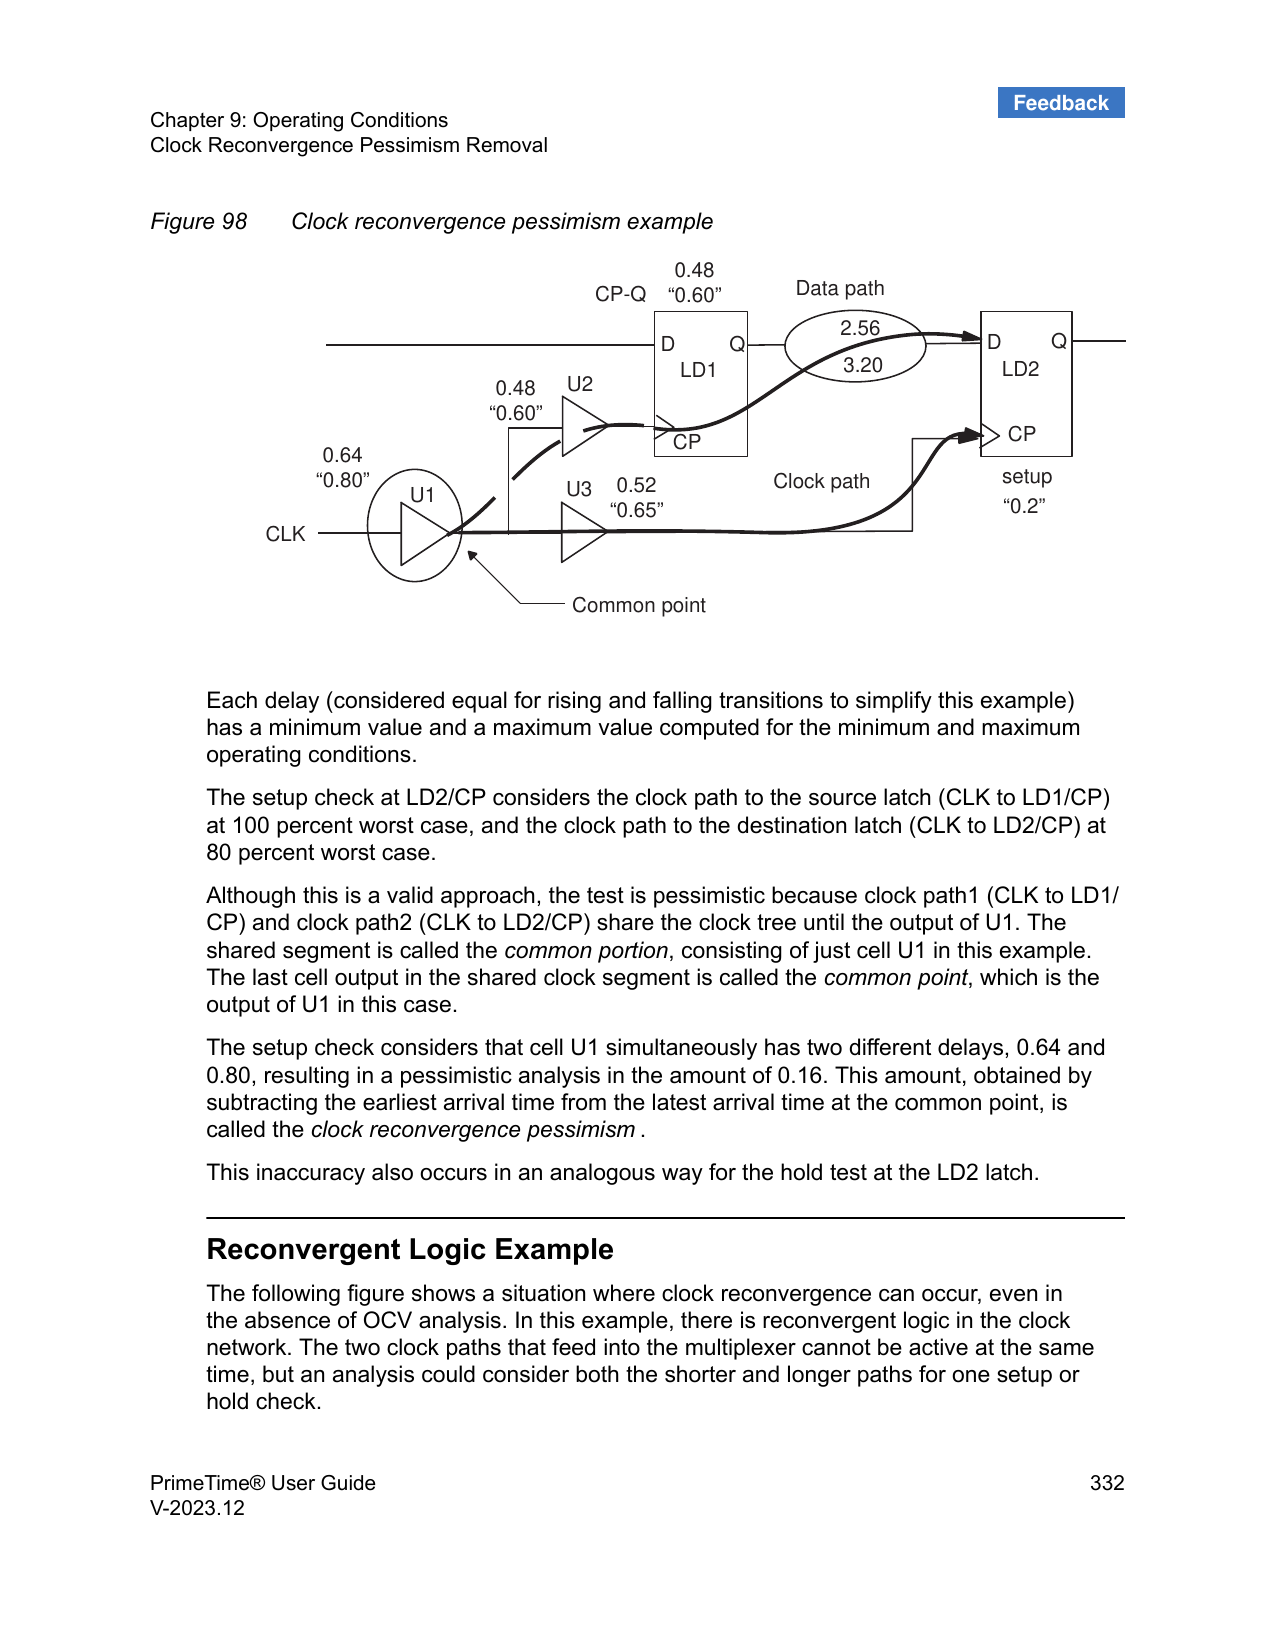 Feedback
Chapter 9: Operating Conditions
Clock Reconvergence Pessimism Removal
Figure 98 Clock reconvergence pessimism example
0.48
CP-Q “0.60” Data path
2.56
D Q D Q
LD1 3.20 LD2
0.48 U2
“0.60”
CP CP
0.64
“0.80” U1 U3 0.52 Clock path setup
“0.65” “0.2”
CLK
Common point
Each delay (considered equal for rising and falling transitions to simplify this example)
has a minimum value and a maximum value computed for the minimum and maximum
operating conditions.
The setup check at LD2/CP considers the clock path to the source latch (CLK to LD1/CP)
at 100 percent worst case, and the clock path to the destination latch (CLK to LD2/CP) at
80 percent worst case.
Although this is a valid approach, the test is pessimistic because clock path1 (CLK to LD1/
CP) and clock path2 (CLK to LD2/CP) share the clock tree until the output of U1. The
shared segment is called the common portion, consisting of just cell U1 in this example.
The last cell output in the shared clock segment is called the common point, which is the
output of U1 in this case.
The setup check considers that cell U1 simultaneously has two different delays, 0.64 and
0.80, resulting in a pessimistic analysis in the amount of 0.16. This amount, obtained by
subtracting the earliest arrival time from the latest arrival time at the common point, is
called the clock reconvergence pessimism .
This inaccuracy also occurs in an analogous way for the hold test at the LD2 latch.
Reconvergent Logic Example
The following figure shows a situation where clock reconvergence can occur, even in
the absence of OCV analysis. In this example, there is reconvergent logic in the clock
network. The two clock paths that feed into the multiplexer cannot be active at the same
time, but an analysis could consider both the shorter and longer paths for one setup or
hold check.
PrimeTime® User Guide 332
V-2023.12